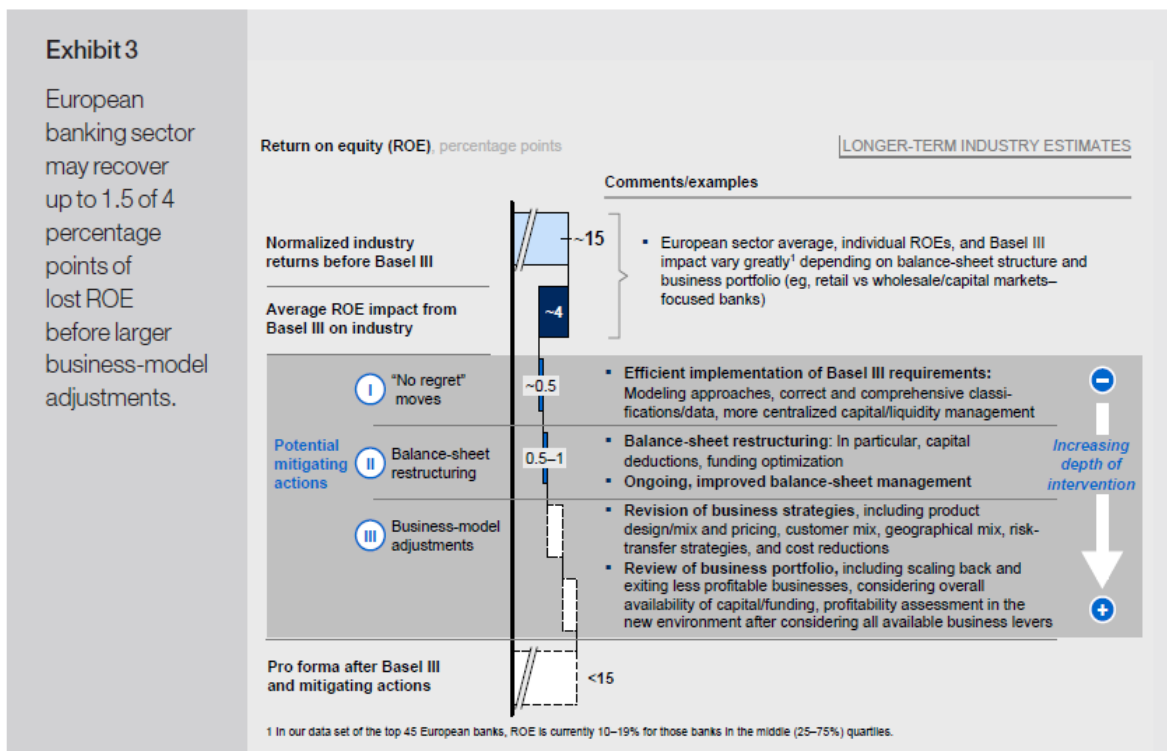 Exhibit 3
European
banking sector
may recover
up to 1.5 of 4
percentage
points of
lost ROE
before larger
business-model
adjustments.
Return on equity (ROE), percentage points
LONGER-TERM INDUSTRY ESTIMATES
Comments/examples
Normalized industry
returns before Basel III
~15
▪ European sector average, individual ROEs, and Basel III
impact vary greatly¹ depending on balance-sheet structure and
business portfolio (eg, retail vs wholesale/capital markets–
focused banks)
Average ROE impact from
Basel III on industry
~4
Potential
mitigating
actions
I
"No regret"
moves
~0.5
▪ Efficient implementation of Basel III requirements:
Modeling approaches, correct and comprehensive classi-
fications/data, more centralized capital/liquidity management
II
Balance-sheet
restructuring
0.5–1
▪ Balance-sheet restructuring: In particular, capital
deductions, funding optimization
▪ Ongoing, improved balance-sheet management
III
Business-model
adjustments
▪ Revision of business strategies, including product
design/mix and pricing, customer mix, geographical mix, risk-
transfer strategies, and cost reductions
▪ Review of business portfolio, including scaling back and
exiting less profitable businesses, considering overall
availability of capital/funding, profitability assessment in the
new environment after considering all available business levers
–
Increasing
depth of
intervention
+
Pro forma after Basel III
and mitigating actions
<15
1 In our data set of the top 45 European banks, ROE is currently 10–19% for those banks in the middle (25–75%) quartiles.